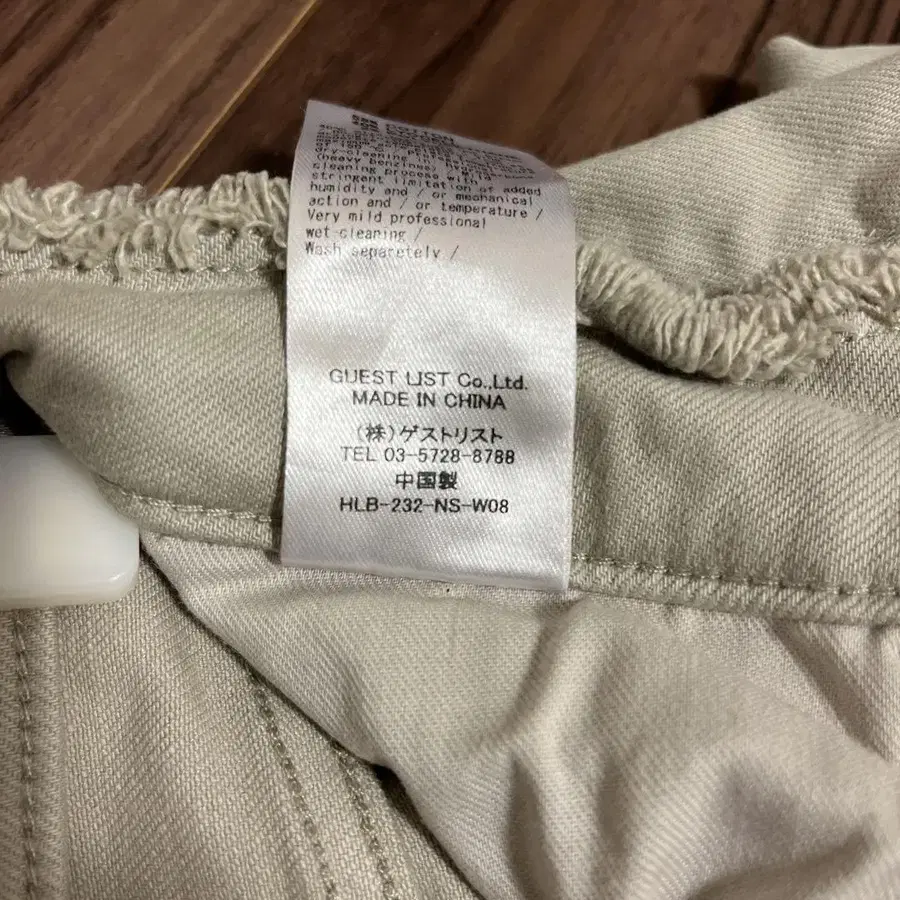 (heavy benzines) /
cleaning process with
stringent limitation of added
humidity and / or mechanical
action and / or temperature /
Very mild professional
wet-cleaning /
Wash separetely /
GUEST LIST Co.,Ltd.
MADE IN CHINA
(株)ゲストリスト
TEL 03-5728-8788
中国製
HLB-232-NS-W08